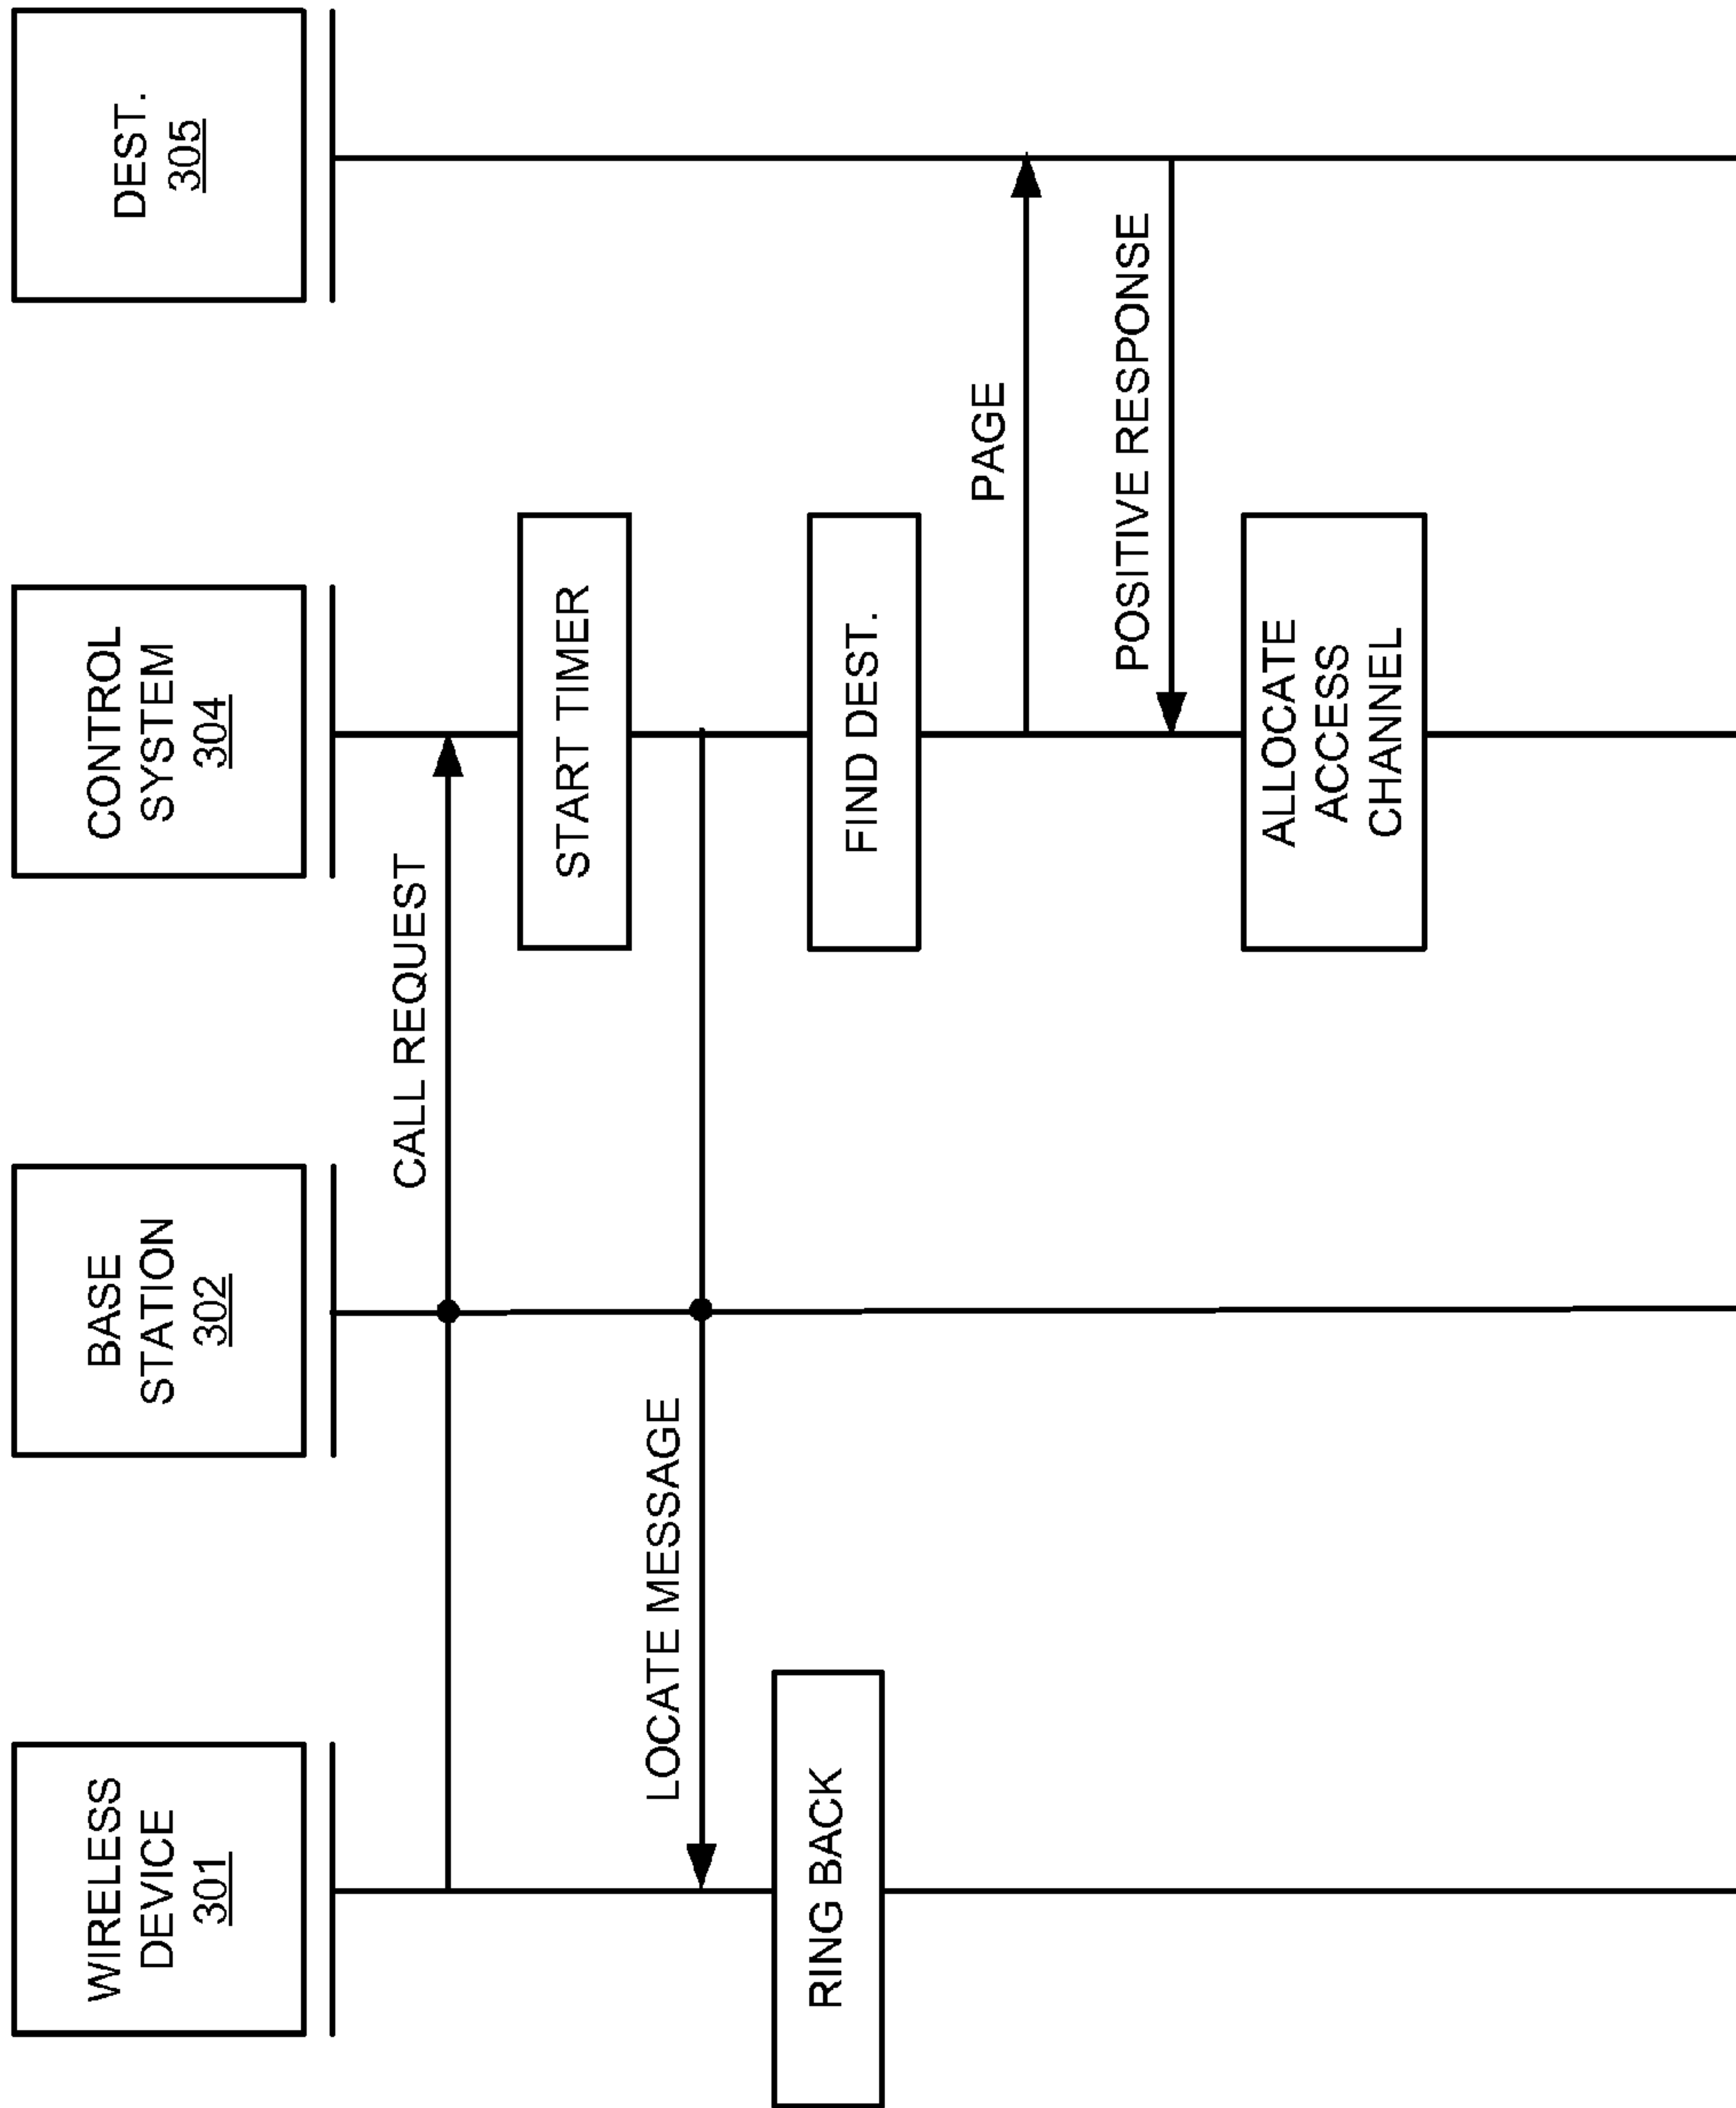 WIRELESS
DEVICE
301
BASE
STATION
302
CONTROL
SYSTEM
304
DEST.
305
CALL REQUEST
START TIMER
LOCATE MESSAGE
RING BACK
FIND DEST.
PAGE
POSITIVE RESPONSE
ALLOCATE
ACCESS
CHANNEL